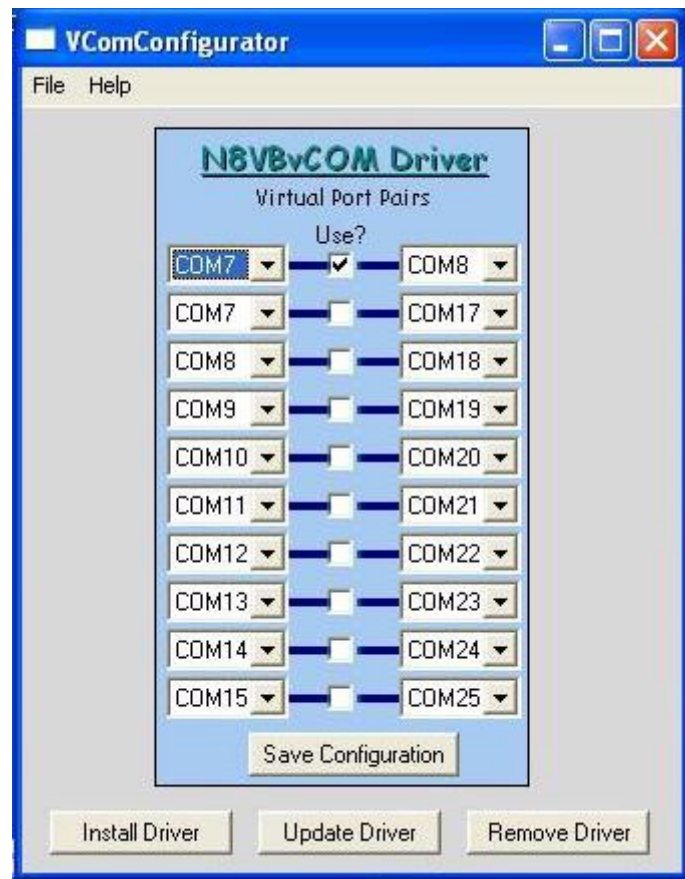 VComConfigurator
File Help
N8VBvCOM Driver
Virtual Port Pairs
Use?
COM7 COM8
COM7 COM17
COM8 COM18
COM9 COM19
COM10 COM20
COM11 COM21
COM12 COM22
COM13 COM23
COM14 COM24
COM15 COM25
Save Configuration
Install Driver Update Driver Remove Driver